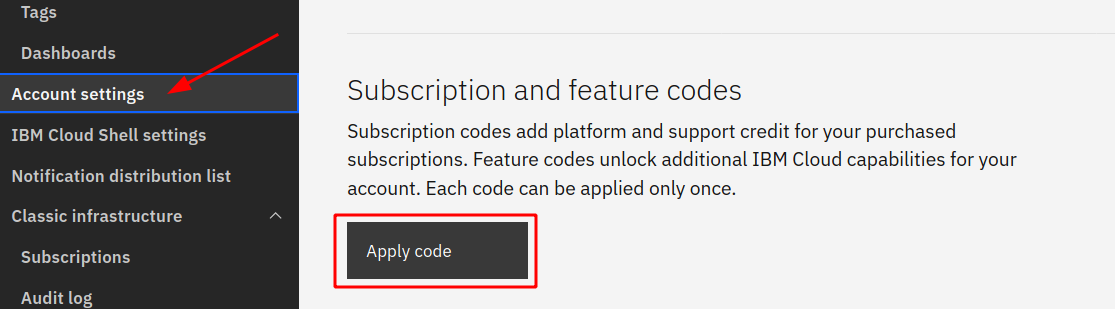 Tags
Dashboards
Account settings
IBM Cloud Shell settings
Notification distribution list
Classic infrastructure
Subscriptions
Audit log
Subscription and feature codes
Subscription codes add platform and support credit for your purchased
subscriptions. Feature codes unlock additional IBM Cloud capabilities for your
account. Each code can be applied only once.
Apply code